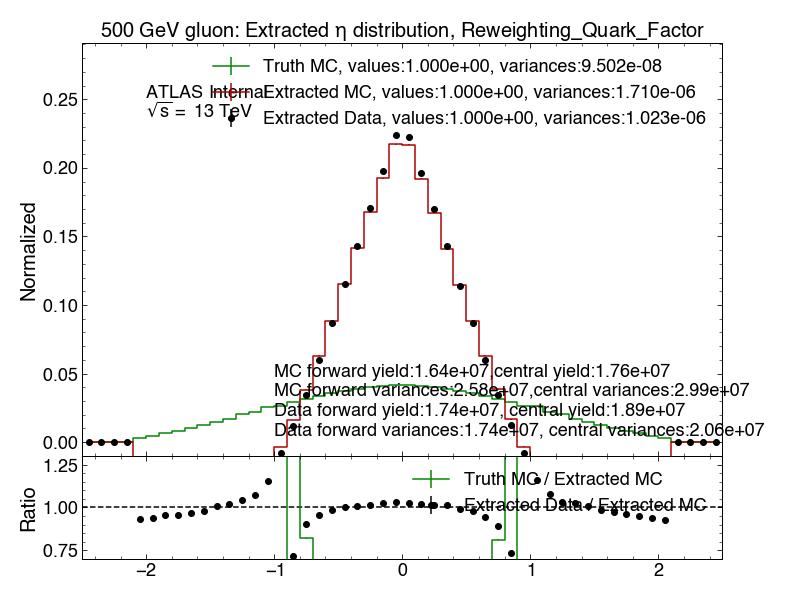 500 GeV gluon: Extracted η distribution, Reweighting_Quark_Factor
Truth MC, values:1.000e+00, variances:9.502e-08
ATLAS Internal
Extracted MC, values:1.000e+00, variances:1.710e-06
√s = 13 TeV
Extracted Data, values:1.000e+00, variances:1.023e-06
Normalized
0.25
0.20
0.15
0.10
0.05
0.00
MC forward yield:1.64e+07,central yield:1.76e+07
MC forward variances:2.58e+07,central variances:2.99e+07
Data forward yield:1.74e+07, central yield:1.89e+07
Data forward variances:1.74e+07, central variances:2.06e+07
Ratio
1.25
1.00
0.75
Truth MC / Extracted MC
Extracted Data / Extracted MC
−2 −1 0 1 2